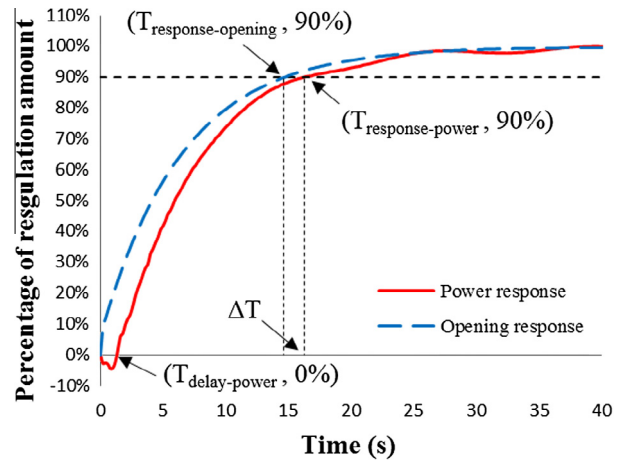 (Tresponse-opening , 90%)
110%
100%
90%
80%
70%
60%
50%
40%
30%
20%
10%
0%
-10%
Percentage of resgulation amount
(Tresponse-power , 90%)
ΔT
Power response
Opening response
(Tdelay-power , 0%)
0 5 10 15 20 25 30 35 40
Time (s)